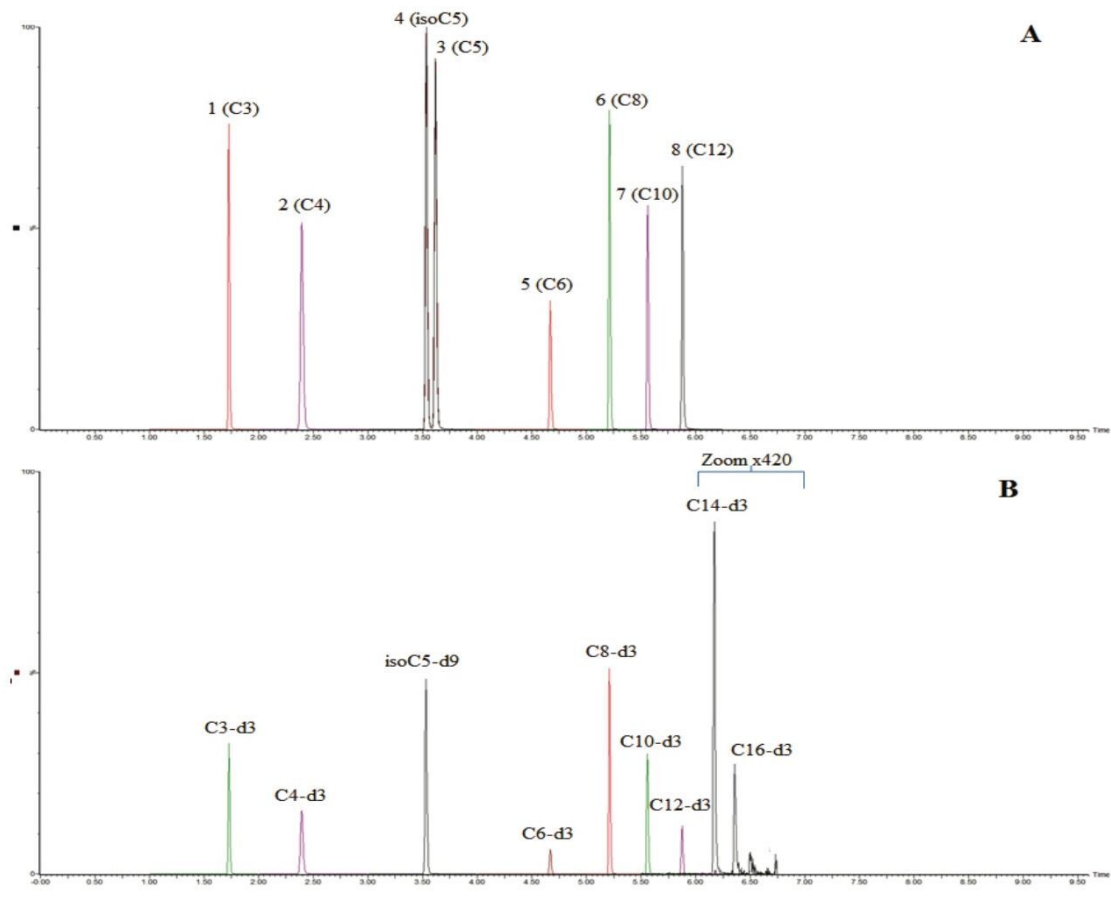 A
100
4 (isoC5)
3 (C5)
1 (C3)
6 (C8)
8 (C12)
7 (C10)
2 (C4)
%
5 (C6)
0
0.50 1.00 1.50 2.00 2.50 3.00 3.50 4.00 4.50 5.00 5.50 6.00 6.50 7.00 7.50 8.00 8.50 9.00 9.50 Time
Zoom x420
B
100
C14-d3
%
isoC5-d9
C8-d3
C3-d3
C10-d3
C16-d3
C4-d3
C12-d3
C6-d3
0
-0.00 0.50 1.00 1.50 2.00 2.50 3.00 3.50 4.00 4.50 5.00 5.50 6.00 6.50 7.00 7.50 8.00 8.50 9.00 9.50 Time